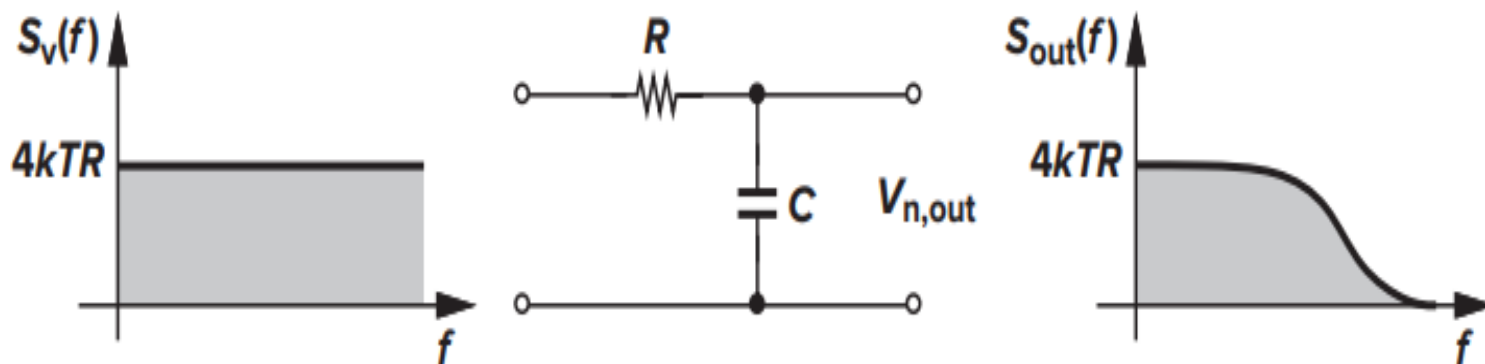 Sv(f)
4kTR
f
R
C
Vn,out
Sout(f)
4kTR
f